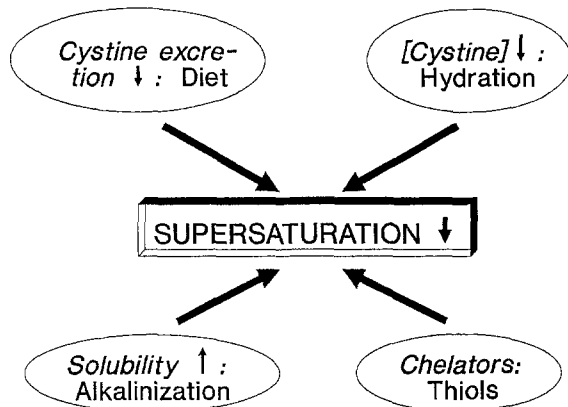 Cystine excre-
tion ↓ : Diet
[Cystine] ↓ :
Hydration
SUPERSATURATION ↓
Solubility ↑ :
Alkalinization
Chelators:
Thiols